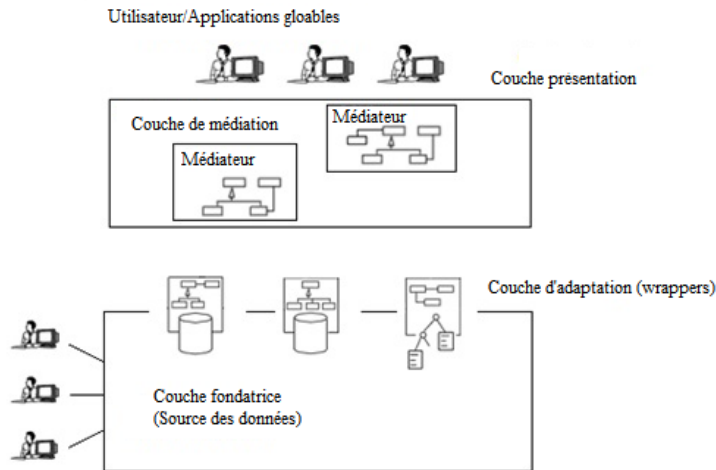 Utilisateur/Applications gloables
Couche présentation
Médiateur
Couche de médiation
Médiateur
Couche d'adaptation (wrappers)
Couche fondatrice
(Source des données)